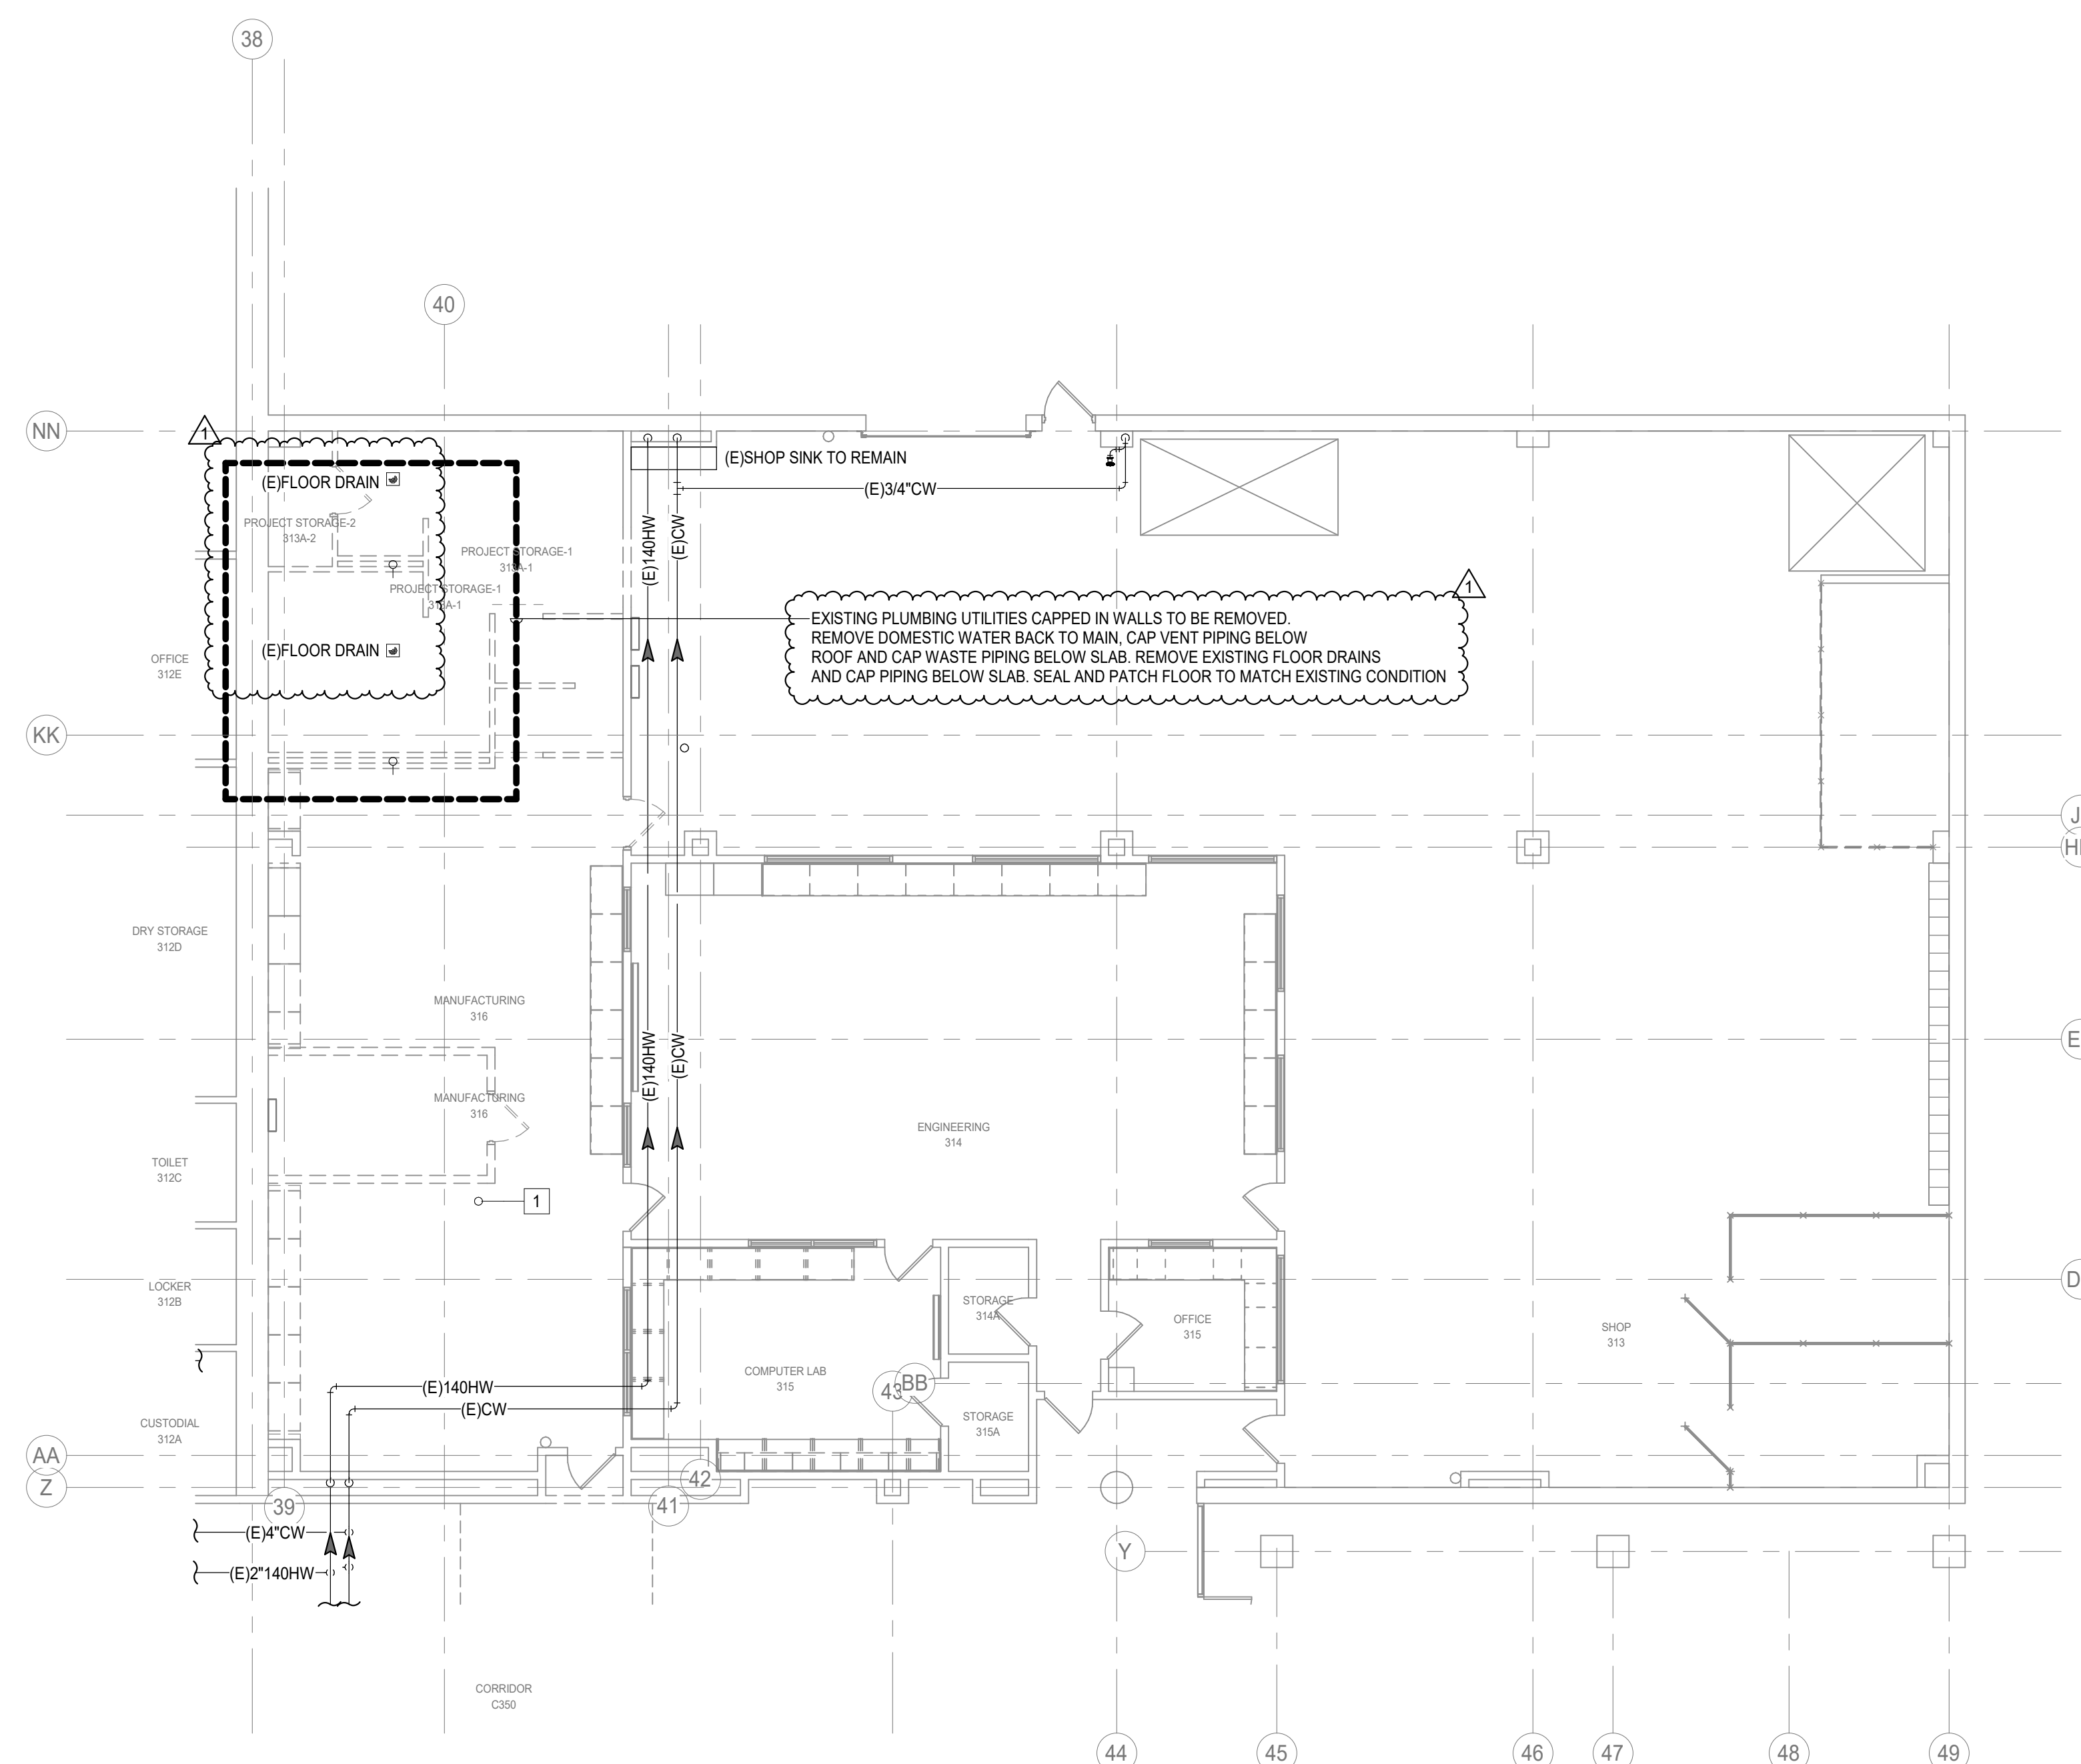 38
40
NN
1
(E)FLOOR DRAIN
PROJECT STORAGE-2
313A-2
PROJECT STORAGE-1
313A-1
PROJECT STORAGE-1
313A-1
(E)FLOOR DRAIN
OFFICE
312E
(E)SHOP SINK TO REMAIN
(E)3/4"CW
(E)140HW
(E)CW
1
EXISTING PLUMBING UTILITIES CAPPED IN WALLS TO BE REMOVED.
REMOVE DOMESTIC WATER BACK TO MAIN, CAP VENT PIPING BELOW
ROOF AND CAP WASTE PIPING BELOW SLAB. REMOVE EXISTING FLOOR DRAINS
AND CAP PIPING BELOW SLAB. SEAL AND PATCH FLOOR TO MATCH EXISTING CONDITION
KK
J
DRY STORAGE
312D
MANUFACTURING
316
E
(E)140HW
(E)CW
MANUFACTURING
316
ENGINEERING
314
TOILET
312C
1
D
LOCKER
312B
STORAGE
314A
OFFICE
315
SHOP
313
COMPUTER LAB
315
43
BB
(E)140HW
(E)CW
STORAGE
315A
CUSTODIAL
312A
AA
Z
39
42
41
(E)4"CW
(E)2"140HW
Y
CORRIDOR
C350
44
45
46
47
48
49